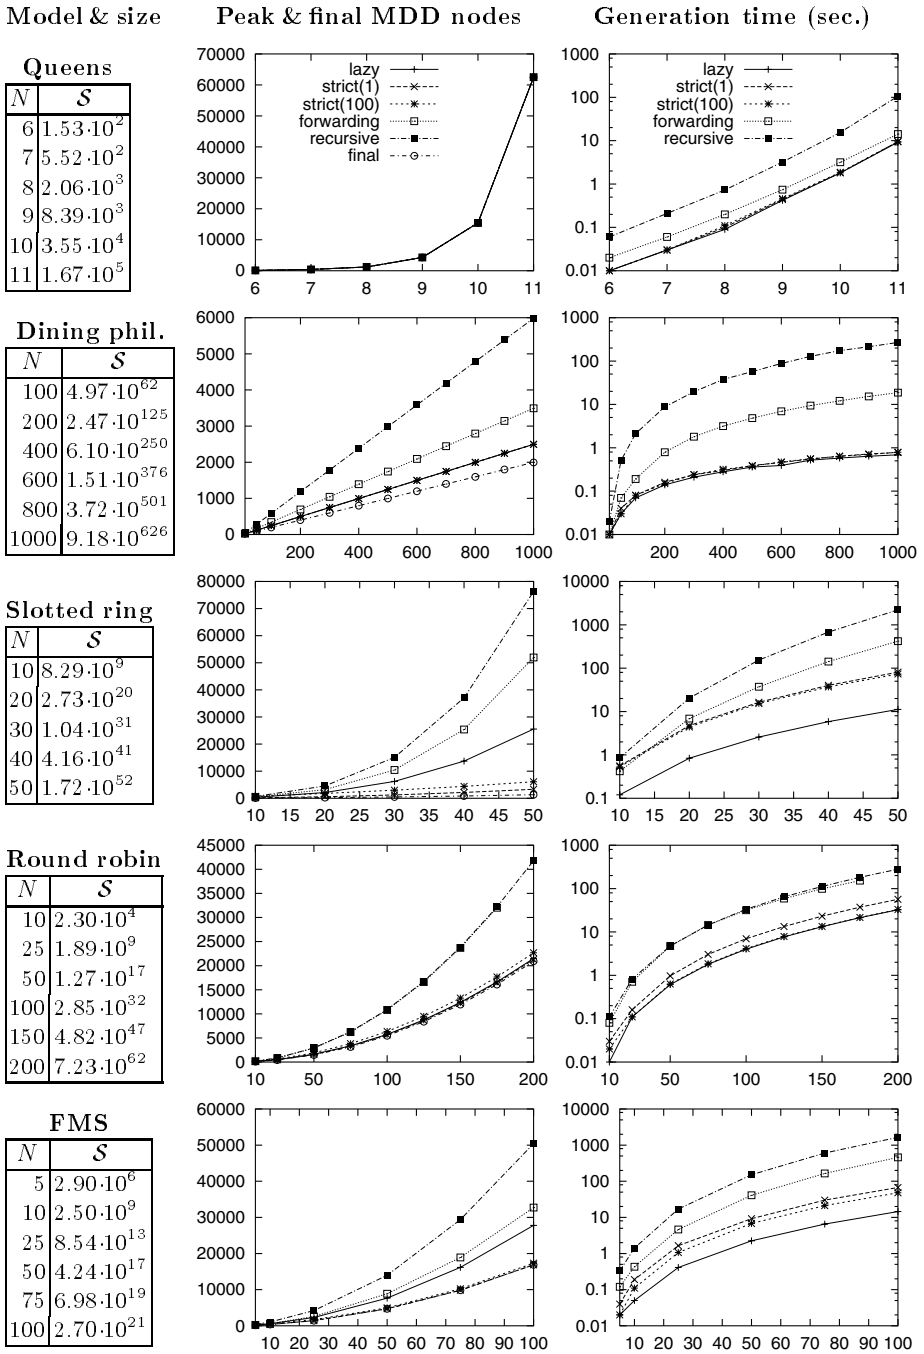 Model & size
Peak & final MDD nodes
Generation time (sec.)
Queens
N S
6 1.53·10^2
7 5.52·10^2
8 2.06·10^3
9 8.39·10^3
10 3.55·10^4
11 1.67·10^5
70000
60000
50000
40000
30000
20000
10000
0
6 7 8 9 10 11
lazy
strict(1)
strict(100)
forwarding
recursive
final
1000
100
10
1
0.1
0.01
6 7 8 9 10 11
lazy
strict(1)
strict(100)
forwarding
recursive
Dining phil.
N S
100 4.97·10^62
200 2.47·10^125
400 6.10·10^250
600 1.51·10^376
800 3.72·10^501
1000 9.18·10^626
6000
5000
4000
3000
2000
1000
0
200 400 600 800 1000
1000
100
10
1
0.1
0.01
200 400 600 800 1000
Slotted ring
N S
10 8.29·10^9
20 2.73·10^20
30 1.04·10^31
40 4.16·10^41
50 1.72·10^52
80000
70000
60000
50000
40000
30000
20000
10000
0
10 15 20 25 30 35 40 45 50
10000
1000
100
10
1
0.1
10 15 20 25 30 35 40 45 50
Round robin
N S
10 2.30·10^4
25 1.89·10^9
50 1.27·10^17
100 2.85·10^32
150 4.82·10^47
200 7.23·10^62
45000
40000
35000
30000
25000
20000
15000
10000
5000
0
10 50 100 150 200
1000
100
10
1
0.1
0.01
10 50 100 150 200
FMS
N S
5 2.90·10^6
10 2.50·10^9
25 8.54·10^13
50 4.24·10^17
75 6.98·10^19
100 2.70·10^21
60000
50000
40000
30000
20000
10000
0
5 10 20 30 40 50 60 70 80 90 100
10000
1000
100
10
1
0.1
0.01
5 10 20 30 40 50 60 70 80 90 100